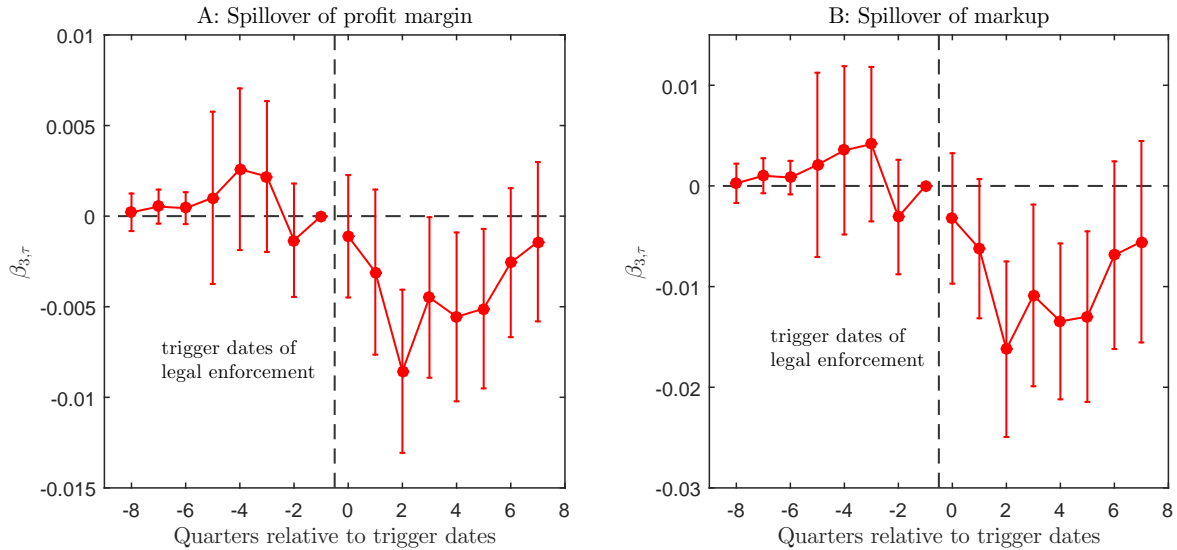 A: Spillover of profit margin
0.01
0.005
0
-0.005
-0.01
-0.015
β3,τ
trigger dates of
legal enforcement
-8 -6 -4 -2 0 2 4 6 8
Quarters relative to trigger dates
B: Spillover of markup
0.01
0
-0.01
-0.02
-0.03
β3,τ
trigger dates of
legal enforcement
-8 -6 -4 -2 0 2 4 6 8
Quarters relative to trigger dates